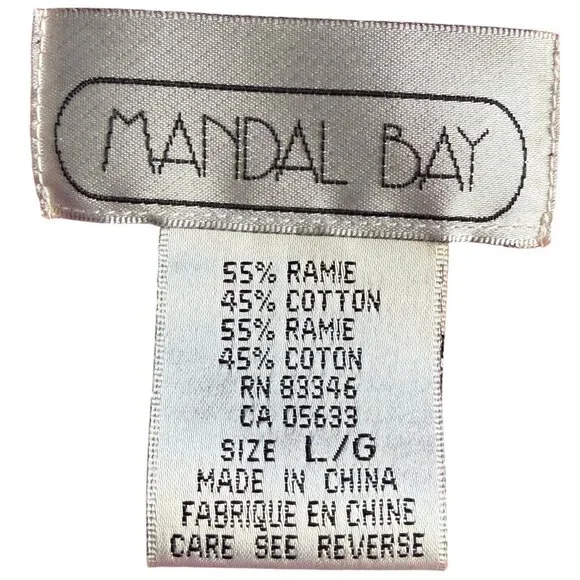 MANDAL BAY
55% RAMIE
45% COTTON
55% RAMIE
45% COTON
RN 83346
CA 05633
SIZE L/G
MADE IN CHINA
FABRIQUE EN CHINE
CARE SEE REVERSE